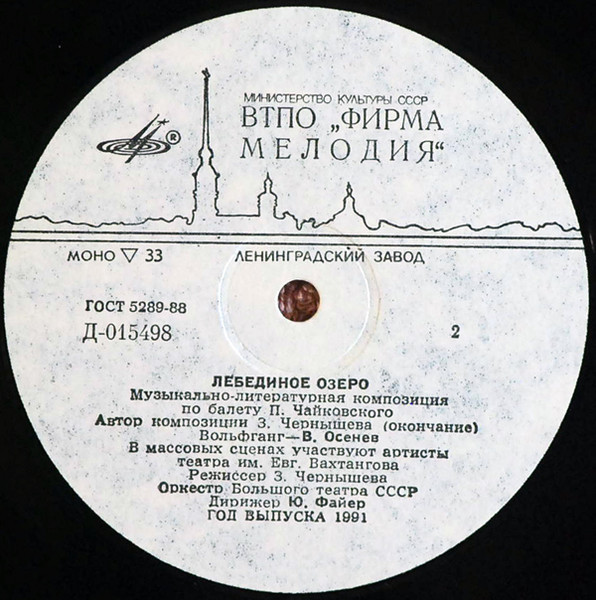 МИНИСТЕРСТВО КУЛЬТУРЫ СССР
ВТПО „ФИРМА
МЕЛОДИЯ“
®
МОНО ▽ 33 ЛЕНИНГРАДСКИЙ ЗАВОД
ГОСТ 5289-88
Д-015498 2
ЛЕБЕДИНОЕ ОЗЕРО
Музыкально-литературная композиция
по балету П. Чайковского
Автор композиции З. Чернышева (окончание)
Вольфганг—В. Осенев
В массовых сценах участвуют артисты
театра им. Евг. Вахтангова
Режиссер З. Чернышева
Оркестр Большого театра СССР
Дирижер Ю. Файер
ГОД ВЫПУСКА 1991